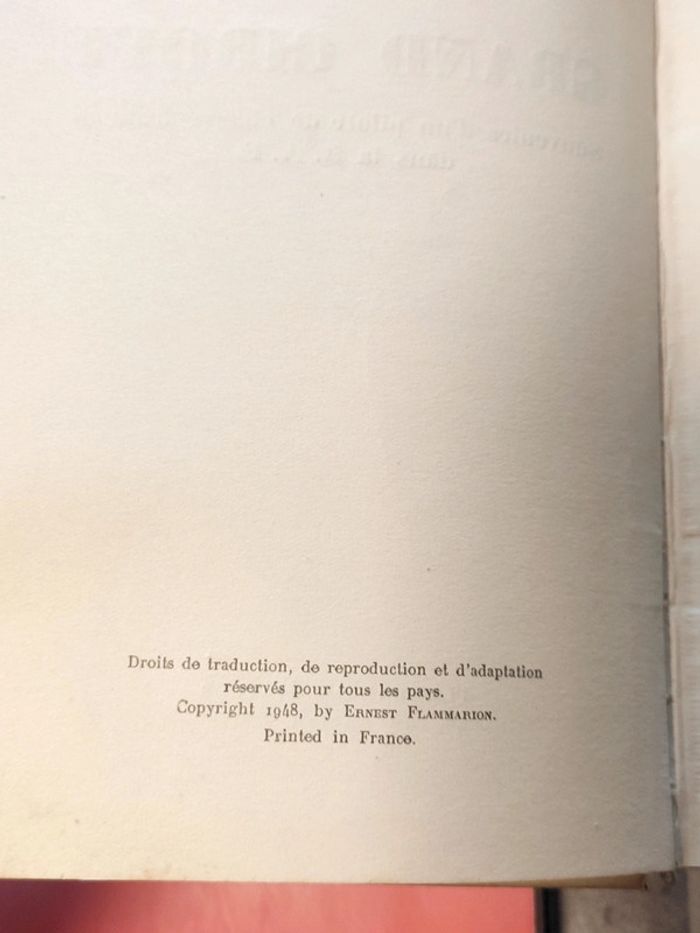 Droits de traduction, de reproduction et d'adaptation
réservés pour tous les pays.
Copyright 1948, by ERNEST FLAMMARION.
Printed in France.